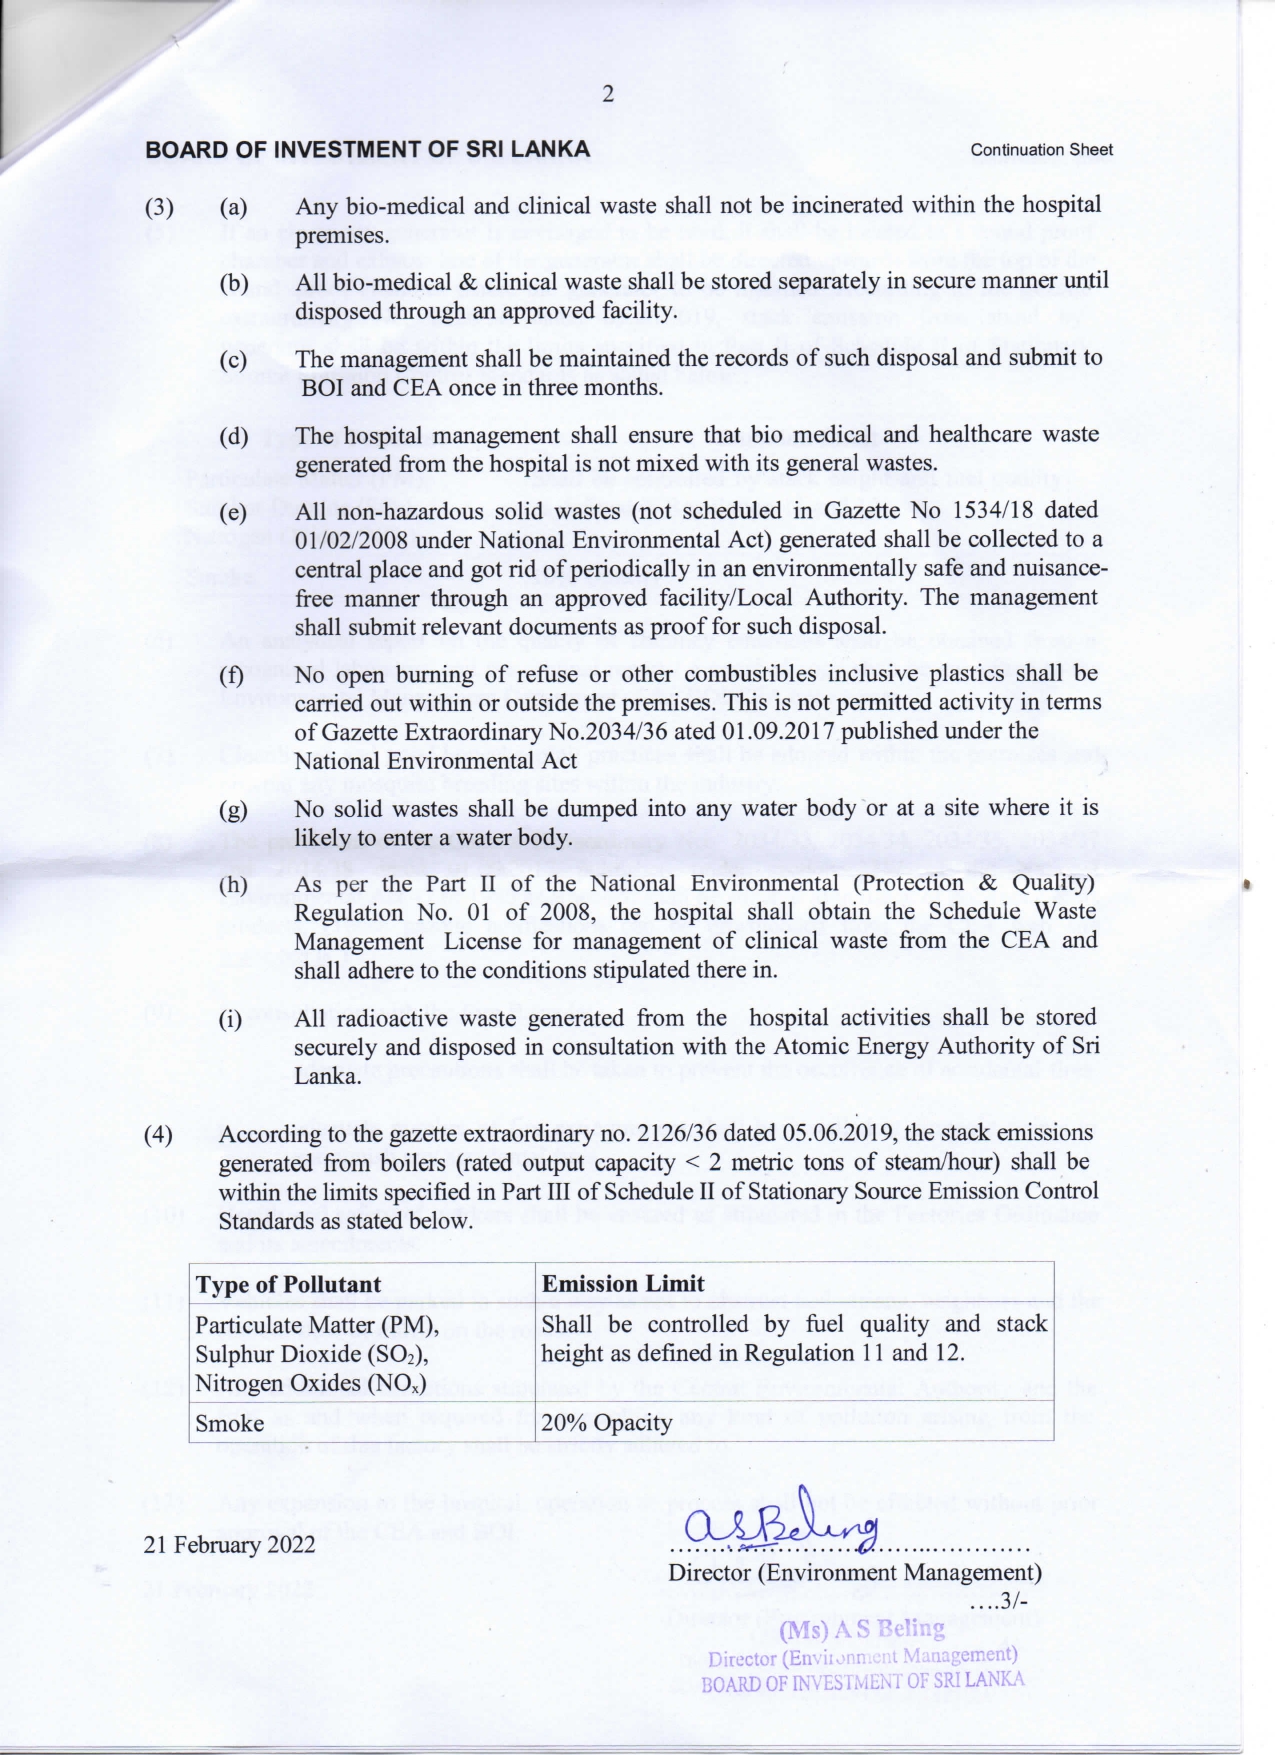 2
BOARD OF INVESTMENT OF SRI LANKA Continuation Sheet
(3) (a) Any bio-medical and clinical waste shall not be incinerated within the hospital
premises.
(b) All bio-medical & clinical waste shall be stored separately in secure manner until
disposed through an approved facility.
(c) The management shall be maintained the records of such disposal and submit to
BOI and CEA once in three months.
(d) The hospital management shall ensure that bio medical and healthcare waste
generated from the hospital is not mixed with its general wastes.
(e) All non-hazardous solid wastes (not scheduled in Gazette No 1534/18 dated
01/02/2008 under National Environmental Act) generated shall be collected to a
central place and got rid of periodically in an environmentally safe and nuisance-
free manner through an approved facility/Local Authority. The management
shall submit relevant documents as proof for such disposal.
(f) No open burning of refuse or other combustibles inclusive plastics shall be
carried out within or outside the premises. This is not permitted activity in terms
of Gazette Extraordinary No.2034/36 ated 01.09.2017 published under the
National Environmental Act
(g) No solid wastes shall be dumped into any water body or at a site where it is
likely to enter a water body.
(h) As per the Part II of the National Environmental (Protection & Quality)
Regulation No. 01 of 2008, the hospital shall obtain the Schedule Waste
Management License for management of clinical waste from the CEA and
shall adhere to the conditions stipulated there in.
(i) All radioactive waste generated from the hospital activities shall be stored
securely and disposed in consultation with the Atomic Energy Authority of Sri
Lanka.
(4) According to the gazette extraordinary no. 2126/36 dated 05.06.2019, the stack emissions
generated from boilers (rated output capacity < 2 metric tons of steam/hour) shall be
within the limits specified in Part III of Schedule II of Stationary Source Emission Control
Standards as stated below.
Type of Pollutant Emission Limit
Particulate Matter (PM), Shall be controlled by fuel quality and stack
Sulphur Dioxide (SO₂), height as defined in Regulation 11 and 12.
Nitrogen Oxides (NOₓ)
Smoke 20% Opacity
ASBeling
21 February 2022
Director (Environment Management)
....3/-
(Ms) A S Beling
Director (Environment Management)
BOARD OF INVESTMENT OF SRI LANKA